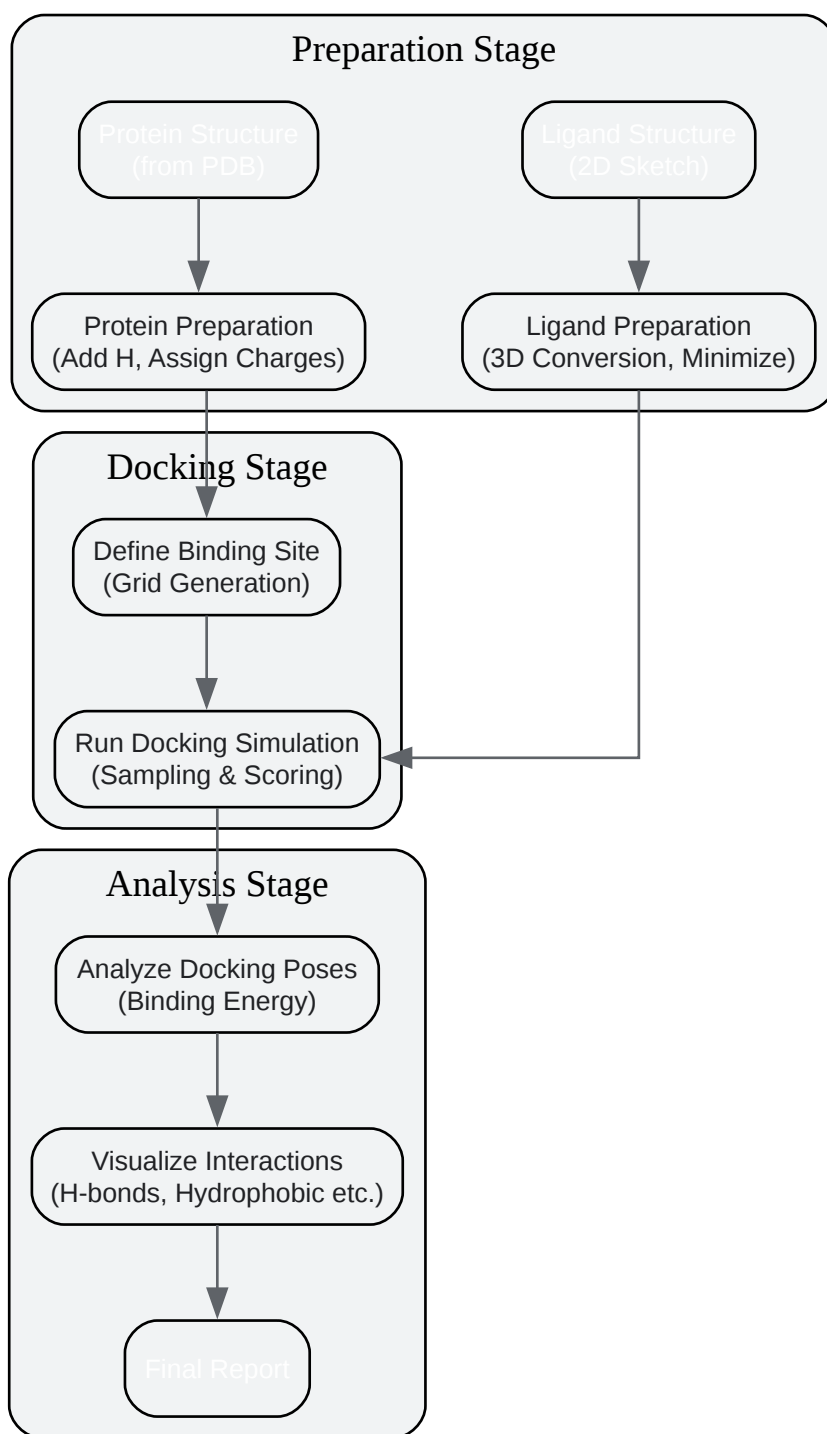 Preparation Stage
Protein Structure
(from PDB)
Ligand Structure
(2D Sketch)
Protein Preparation
(Add H, Assign Charges)
Ligand Preparation
(3D Conversion, Minimize)
Docking Stage
Define Binding Site
(Grid Generation)
Run Docking Simulation
(Sampling & Scoring)
Analysis Stage
Analyze Docking Poses
(Binding Energy)
Visualize Interactions
(H-bonds, Hydrophobic etc.)
Final Report